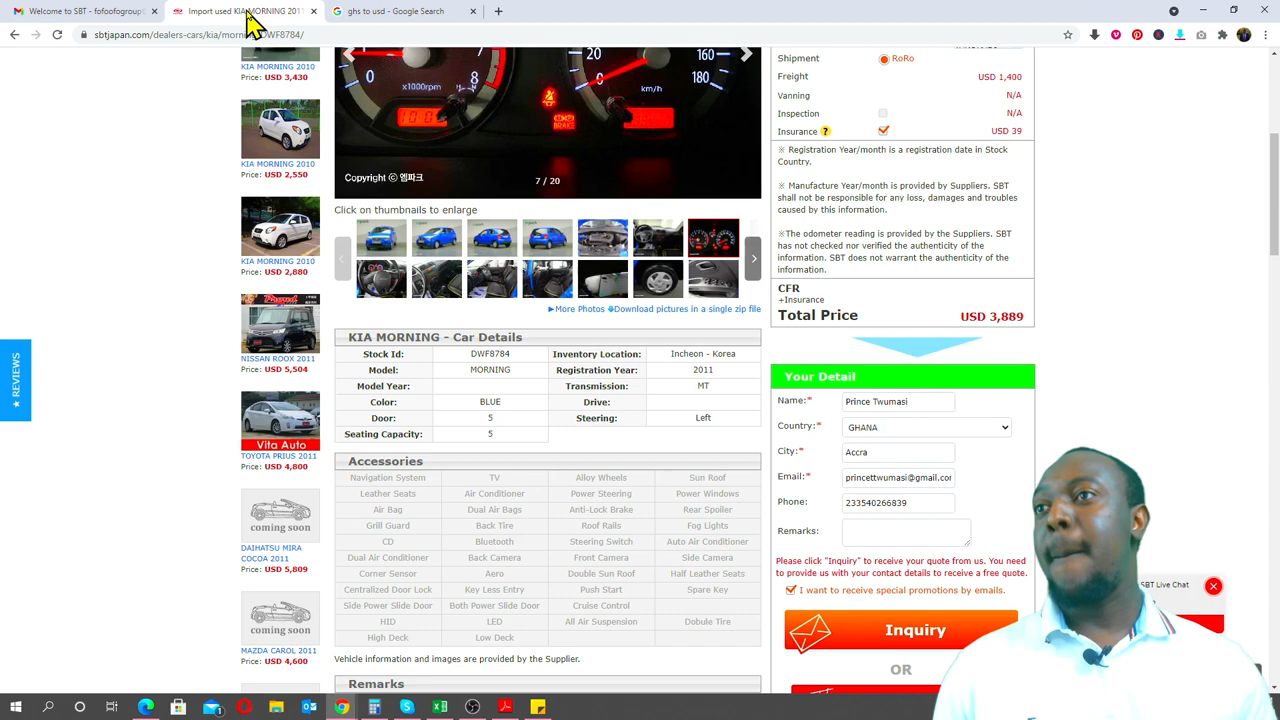 Welcome to SBT - fofoofogroup
Import used KIA MORNING 201
ghs to usd - Google Search
sbtjapan.com/dealers-cars/kia/morning/DWF8784/
KIA MORNING 2010
Price: USD 3,430
KIA MORNING 2010
Price: USD 2,550
KIA MORNING 2010
Price: USD 2,880
NISSAN ROOX 2011
Price: USD 5,504
Vita Auto
TOYOTA PRIUS 2011
Price: USD 4,800
coming soon
DAIHATSU MIRA
COCOA 2011
Price: USD 5,809
coming soon
MAZDA CAROL 2011
Price: USD 4,600
★ REVIEWS
0
x1000rpm
7
8
BRAKE
0
20
km/h
160
180
Copyright ⓒ 엠파크
7 / 20
Click on thumbnails to enlarge
More Photos
Download pictures in a single zip file
KIA MORNING - Car Details
Stock Id: DWF8784 Inventory Location: Incheon - Korea
Model: MORNING Registration Year: 2011
Model Year: Transmission: MT
Color: BLUE Drive:
Door: 5 Steering: Left
Seating Capacity: 5
Accessories
Navigation System TV Alloy Wheels Sun Roof
Leather Seats Air Conditioner Power Steering Power Windows
Air Bag Dual Air Bags Anti-Lock Brake Rear Spoiler
Grill Guard Back Tire Roof Rails Fog Lights
CD Bluetooth Steering Switch Auto Air Conditioner
Dual Air Conditioner Back Camera Front Camera Side Camera
Corner Sensor Aero Double Sun Roof Half Leather Seats
Centralized Door Lock Key Less Entry Push Start Spare Key
Side Power Slide Door Both Power Slide Door Cruise Control
HID LED All Air Suspension Dobule Tire
High Deck Low Deck
Vehicle information and images are provided by the Supplier.
Remarks
Shipment RoRo
Freight USD 1,400
Vanning N/A
Inspection N/A
Insurance ? USD 39
※ Registration Year/month is a registration date in Stock
Country.
※ Manufacture Year/month is provided by Suppliers. SBT
shall not be responsible for any loss, damages and troubles
caused by this information.
※The odometer reading is provided by the Suppliers. SBT
has not checked nor verified the authenticity of the
information. SBT does not warrant the authenticity of the
information.
CFR
+Insurance
Total Price USD 3,889
Your Detail
Name:* Prince Twumasi
Country:* GHANA
City:* Accra
Email:* princettwumasi@gmail.com
Phone: 233540266839
Remarks:
Please click "Inquiry" to receive your quote from us. You need
to provide us with your contact details to receive a free quote.
I want to receive special promotions by emails.
Inquiry
OR
SBT Live Chat